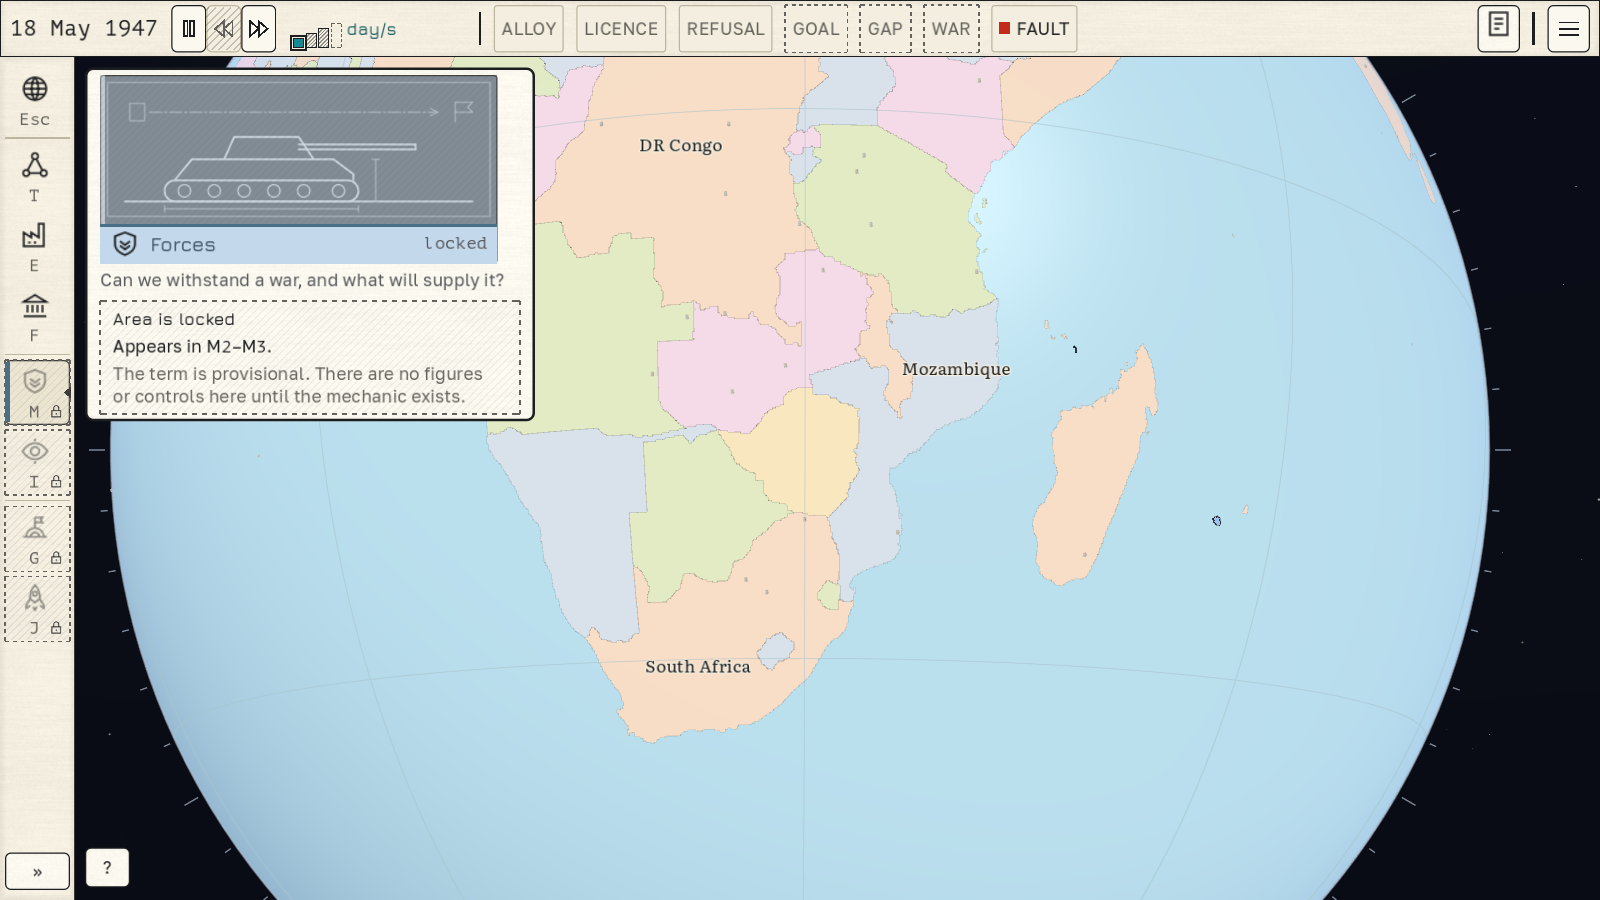 18 May 1947
day/s
ALLOY
LICENCE
REFUSAL
GOAL
GAP
WAR
FAULT
Esc
T
E
F
M
I
G
J
»
?
Forces
locked
Can we withstand a war, and what will supply it?
Area is locked
Appears in M2–M3.
The term is provisional. There are no figures
or controls here until the mechanic exists.
DR Congo
Mozambique
South Africa